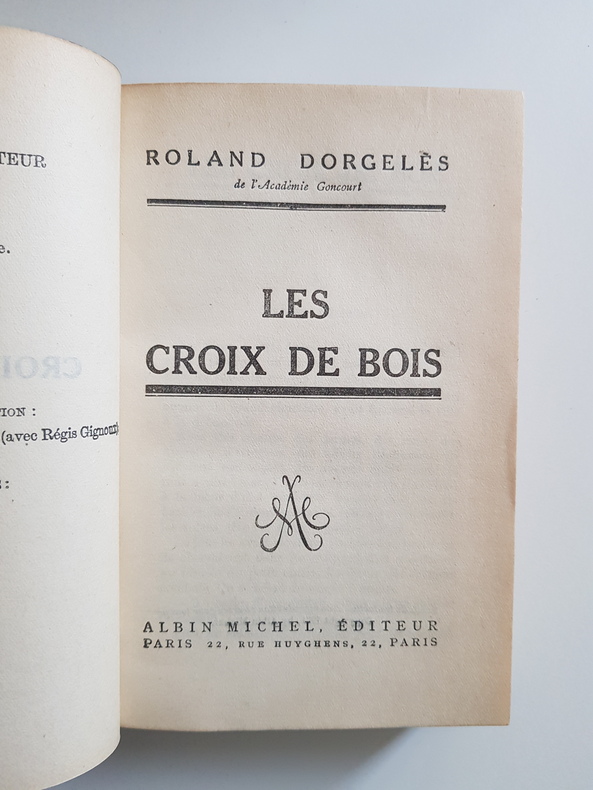 TEUR
e.
TION :
(avec Régis Gignoux)
:
ROLAND DORGELÈS
de l'Académie Goncourt
LES
CROIX DE BOIS
ALBIN MICHEL, ÉDITEUR
PARIS 22, RUE HUYGHENS, 22, PARIS